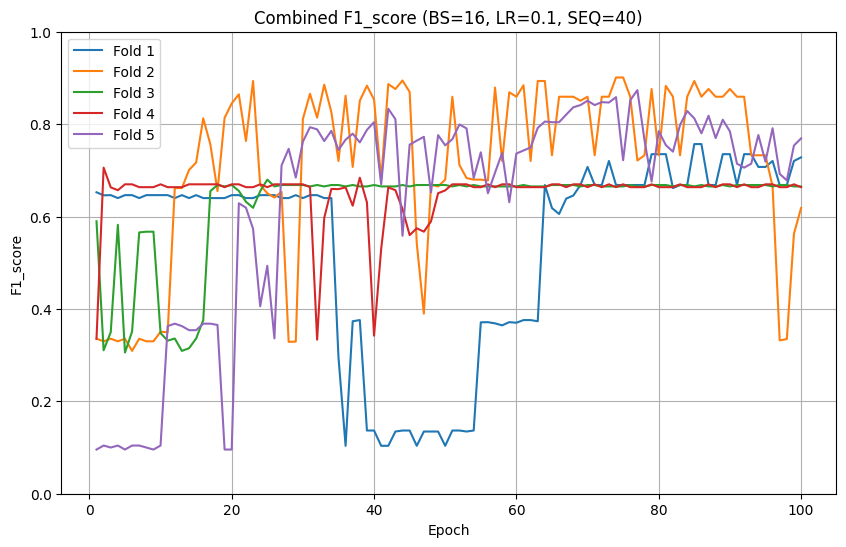 Combined F1_score (BS=16, LR=0.1, SEQ=40)
Fold 1
Fold 2
Fold 3
Fold 4
Fold 5
F1_score
1.0
0.8
0.6
0.4
0.2
0.0
0 20 40 60 80 100
Epoch